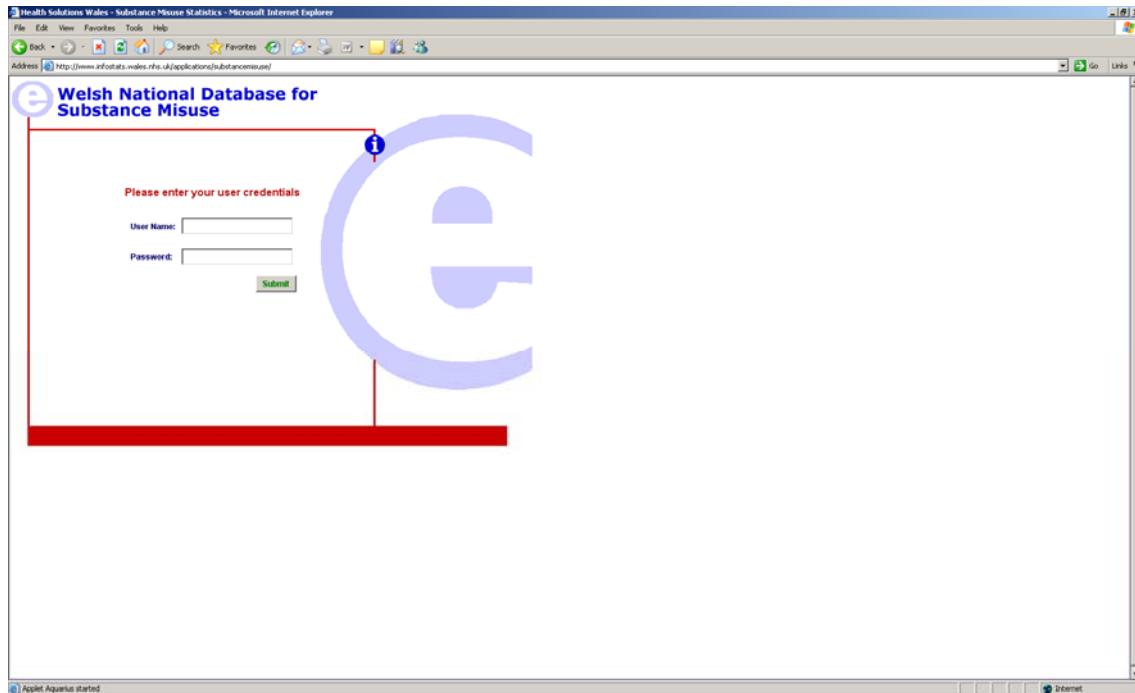 Health Solutions Wales - Substance Misuse Statistics - Microsoft Internet Explorer
File Edit View Favorites Tools Help
Back Search Favorites
Address http://www.infostats.wales.nhs.uk/applications/substancemisuse/ Go Links
e Welsh National Database for
Substance Misuse
i
Please enter your user credentials
User Name:
Password:
Submit
e
Applet Aquarius started Internet